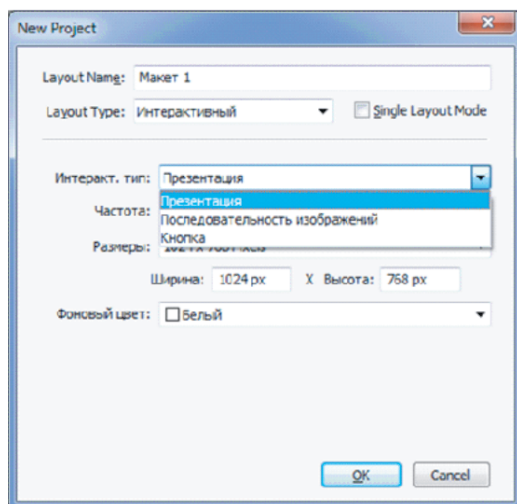 New Project
Layout Name: Макет 1
Layout Type: Интерактивный Single Layout Mode
Интеракт. тип: Презентация
Презентация
Частота: Последовательность изображений
Кнопка
Размеры:
Ширина: 1024 px X Высота: 768 px
Фоновый цвет: Белый
OK Cancel